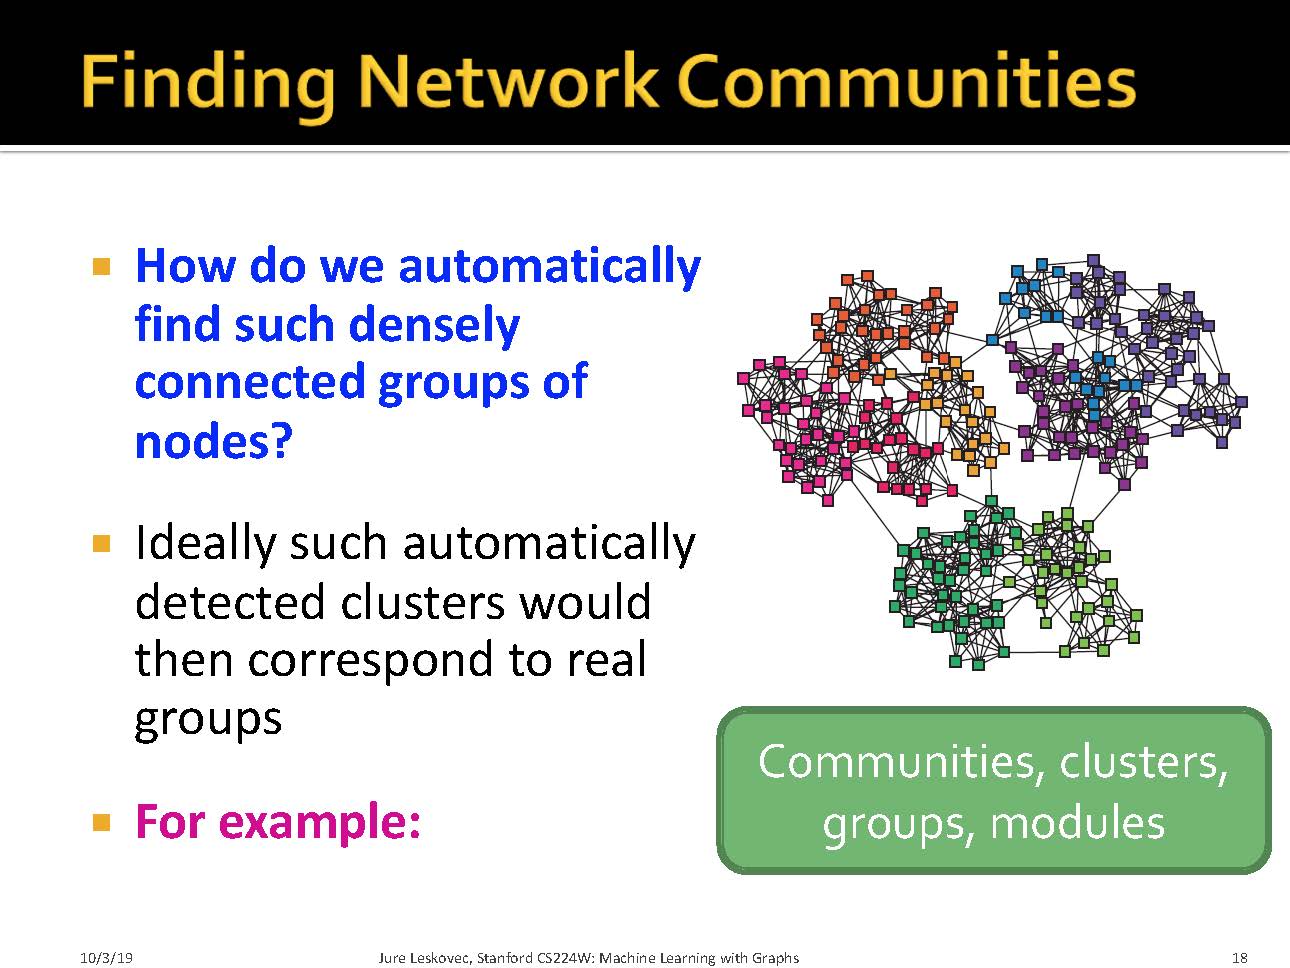 Finding Network Communities
▪ How do we automatically
find such densely
connected groups of
nodes?
▪ Ideally such automatically
detected clusters would
then correspond to real
groups
▪ For example:
Communities, clusters,
groups, modules
10/3/19
Jure Leskovec, Stanford CS224W: Machine Learning with Graphs
18